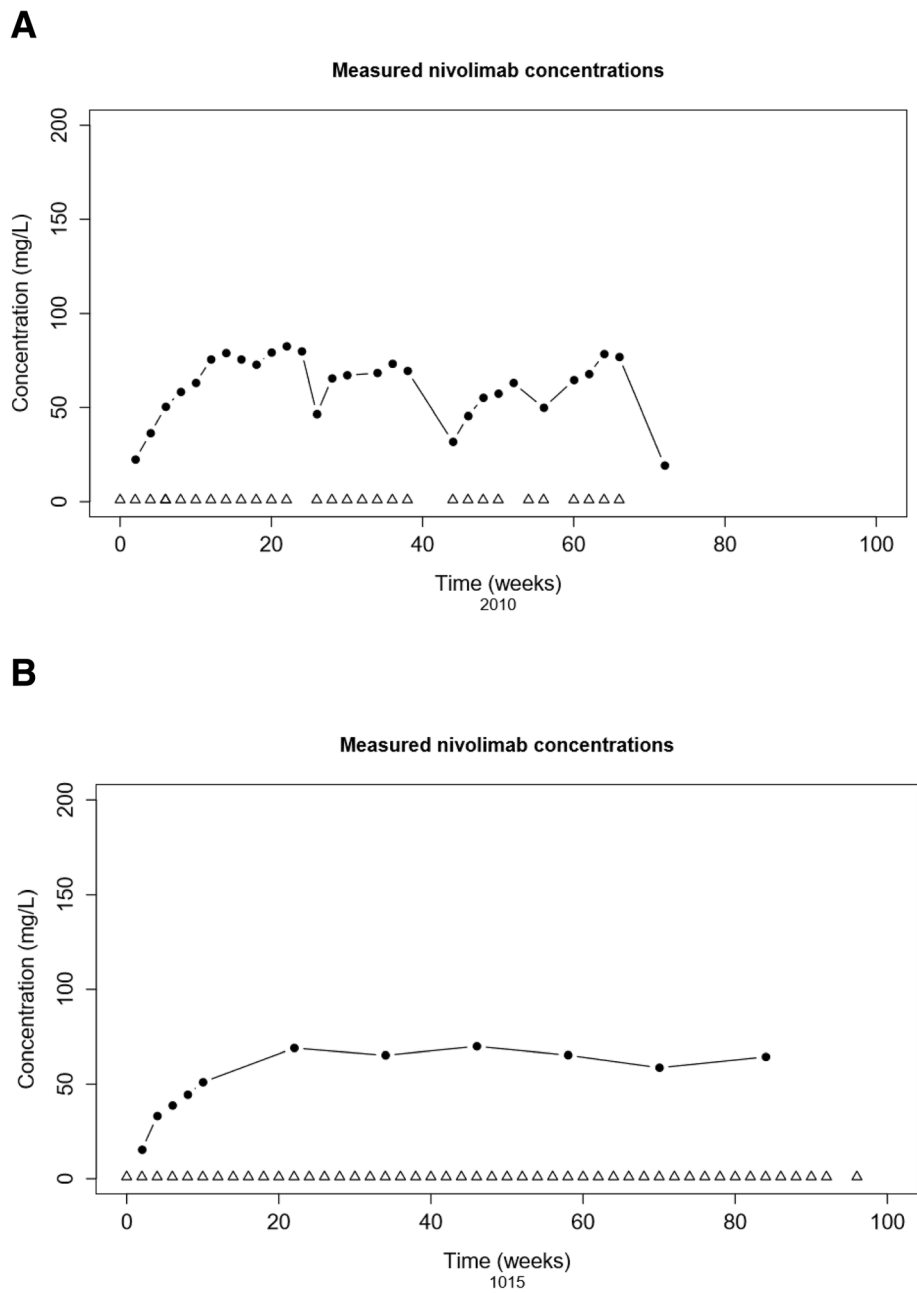 A
Measured nivolimab concentrations
200
150
100
50
0
Concentration (mg/L)
0 20 40 60 80 100
Time (weeks)
2010
B
Measured nivolimab concentrations
200
150
100
50
0
Concentration (mg/L)
0 20 40 60 80 100
Time (weeks)
1015